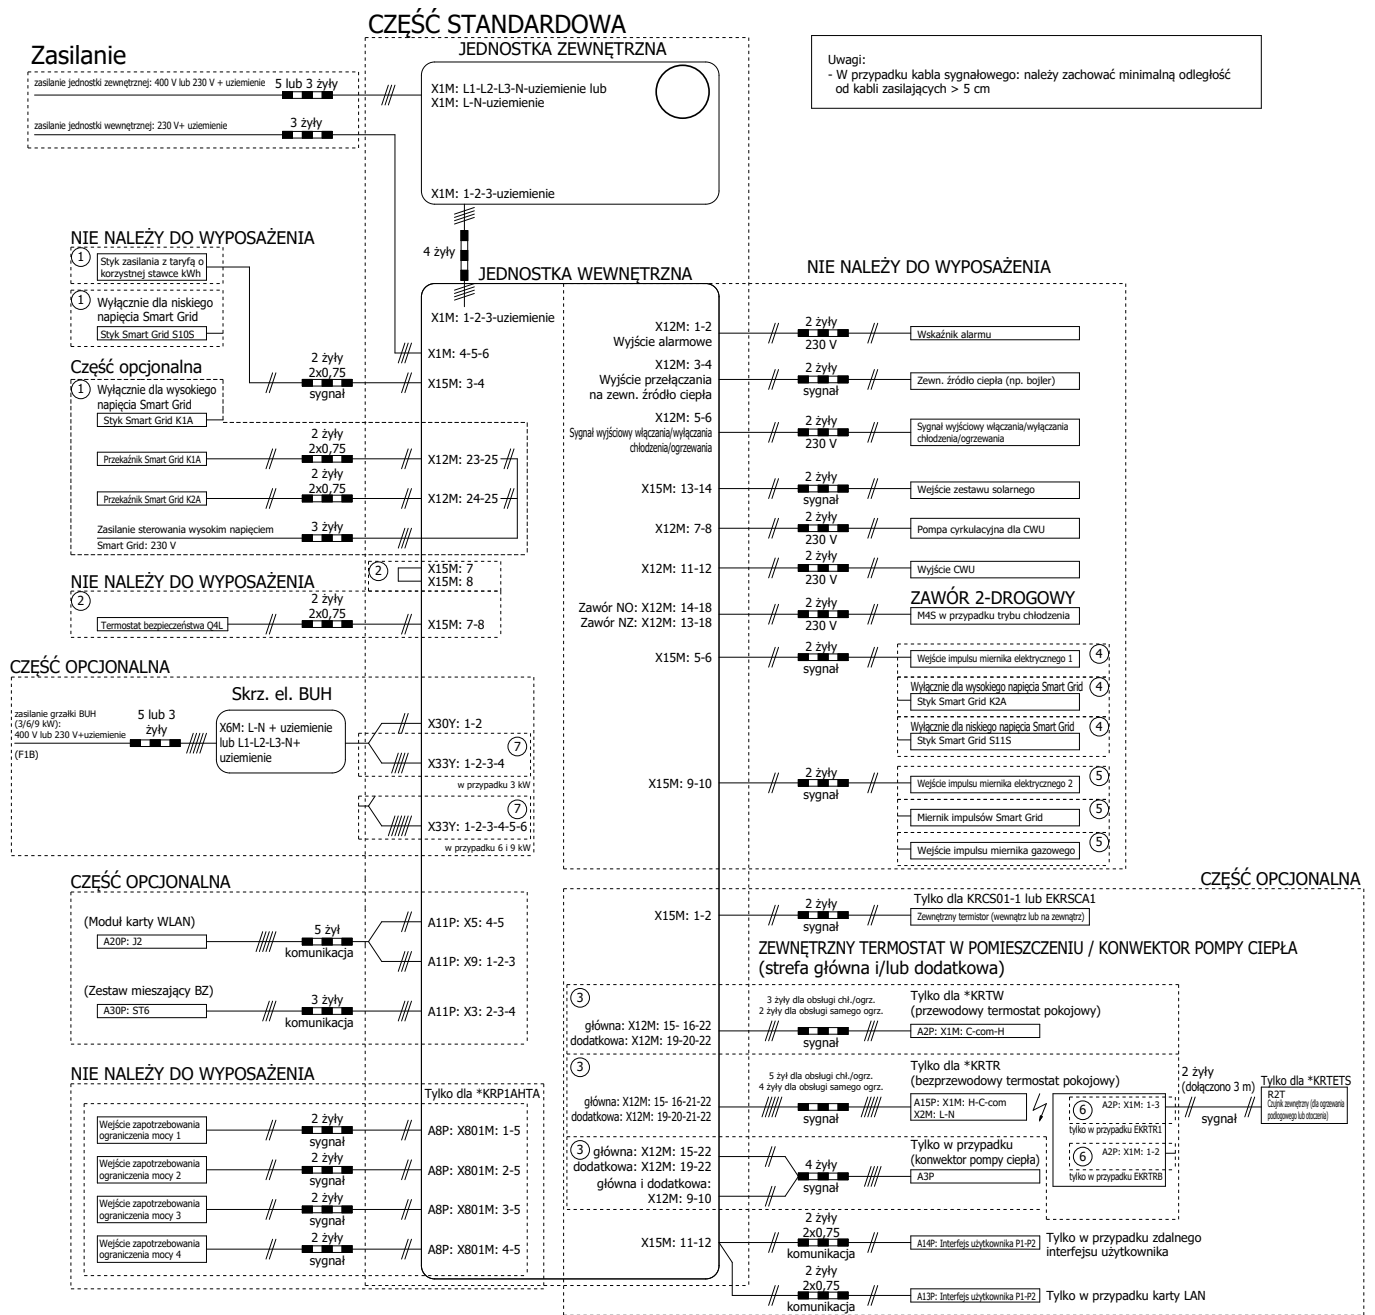 CZĘŚĆ STANDARDOWA
Zasilanie
zasilanie jednostki zewnętrznej: 400 V lub 230 V + uziemienie
5 lub 3 żyły
zasilanie jednostki wewnętrznej: 230 V+ uziemienie
3 żyły
JEDNOSTKA ZEWNĘTRZNA
X1M: L1-L2-L3-N-uziemienie lub
X1M: L-N-uziemienie
X1M: 1-2-3-uziemienie
Uwagi:
- W przypadku kabla sygnałowego: należy zachować minimalną odległość
od kabli zasilających > 5 cm
4 żyły
JEDNOSTKA WEWNĘTRZNA
X1M: 1-2-3-uziemienie
X1M: 4-5-6
NIE NALEŻY DO WYPOSAŻENIA
1
Styk zasilania z taryfą o
korzystnej stawce kWh
1
Wyłącznie dla niskiego
napięcia Smart Grid
Styk Smart Grid S10S
2 żyły
2x0,75
sygnał
X15M: 3-4
Część opcjonalna
1
Wyłącznie dla wysokiego
napięcia Smart Grid
Styk Smart Grid K1A
Przekaźnik Smart Grid K1A
2 żyły
2x0,75
X12M: 23-25
Przekaźnik Smart Grid K2A
2 żyły
2x0,75
X12M: 24-25
Zasilanie sterowania wysokim napięciem
Smart Grid: 230 V
3 żyły
2
X15M: 7
X15M: 8
NIE NALEŻY DO WYPOSAŻENIA
2
Termostat bezpieczeństwa Q4L
2 żyły
2x0,75
X15M: 7-8
CZĘŚĆ OPCJONALNA
zasilanie grzałki BUH
(3/6/9 kW):
400 V lub 230 V+uziemienie
(F1B)
5 lub 3
żyły
Skrz. el. BUH
X6M: L-N + uziemienie
lub L1-L2-L3-N+
uziemienie
X30Y: 1-2
7
X33Y: 1-2-3-4
w przypadku 3 kW
7
X33Y: 1-2-3-4-5-6
w przypadku 6 i 9 kW
CZĘŚĆ OPCJONALNA
(Moduł karty WLAN)
A20P: J2
5 żył
komunikacja
A11P: X5: 4-5
A11P: X9: 1-2-3
(Zestaw mieszający BZ)
A30P: ST6
3 żyły
komunikacja
A11P: X3: 2-3-4
NIE NALEŻY DO WYPOSAŻENIA
Tylko dla *KRP1AHTA
Wejście zapotrzebowania
ograniczenia mocy 1
2 żyły
sygnał
A8P: X801M: 1-5
Wejście zapotrzebowania
ograniczenia mocy 2
2 żyły
sygnał
A8P: X801M: 2-5
Wejście zapotrzebowania
ograniczenia mocy 3
2 żyły
sygnał
A8P: X801M: 3-5
Wejście zapotrzebowania
ograniczenia mocy 4
2 żyły
sygnał
A8P: X801M: 4-5
NIE NALEŻY DO WYPOSAŻENIA
X12M: 1-2
Wyjście alarmowe
2 żyły
230 V
Wskaźnik alarmu
X12M: 3-4
Wyjście przełączania
na zewn. źródło ciepła
2 żyły
sygnał
Zewn. źródło ciepła (np. bojler)
X12M: 5-6
Sygnał wyjściowy włączania/wyłączania
chłodzenia/ogrzewania
2 żyły
230 V
Sygnał wyjściowy włączania/wyłączania
chłodzenia/ogrzewania
X15M: 13-14
2 żyły
sygnał
Wejście zestawu solarnego
X12M: 7-8
2 żyły
230 V
Pompa cyrkulacyjna dla CWU
X12M: 11-12
2 żyły
230 V
Wyjście CWU
ZAWÓR 2-DROGOWY
Zawór NO: X12M: 14-18
Zawór NZ: X12M: 13-18
2 żyły
230 V
M4S w przypadku trybu chłodzenia
X15M: 5-6
2 żyły
sygnał
Wejście impulsu miernika elektrycznego 1
4
Wyłącznie dla wysokiego napięcia Smart Grid
Styk Smart Grid K2A
4
Wyłącznie dla niskiego napięcia Smart Grid
Styk Smart Grid S11S
4
X15M: 9-10
2 żyły
sygnał
Wejście impulsu miernika elektrycznego 2
5
Miernik impulsów Smart Grid
5
Wejście impulsu miernika gazowego
5
CZĘŚĆ OPCJONALNA
X15M: 1-2
2 żyły
sygnał
Tylko dla KRCS01-1 lub EKRSCA1
Zewnętrzny termistor (wewnątrz lub na zewnątrz)
ZEWNĘTRZNY TERMOSTAT W POMIESZCZENIU / KONWEKTOR POMPY CIEPŁA
(strefa główna i/lub dodatkowa)
3
główna: X12M: 15- 16-22
dodatkowa: X12M: 19-20-22
3 żyły dla obsługi chł./ogrz.
2 żyły dla obsługi samego ogrz.
sygnał
Tylko dla *KRTW
(przewodowy termostat pokojowy)
A2P: X1M: C-com-H
3
główna: X12M: 15- 16-21-22
dodatkowa: X12M: 19-20-21-22
5 żył dla obsługi chł./ogrz.
4 żyły dla obsługi samego ogrz.
sygnał
Tylko dla *KRTR
(bezprzewodowy termostat pokojowy)
A15P: X1M: H-C-com
X2M: L-N
6
A2P: X1M: 1-3
tylko w przypadku EKRTR1
6
A2P: X1M: 1-2
tylko w przypadku EKRTRB
2 żyły
(dołączono 3 m)
sygnał
Tylko dla *KRTETS
R2T
Czujnik zewnętrzny (dla ogrzewania
podłogowego lub otoczenia)
3
główna: X12M: 15-22
dodatkowa: X12M: 19-22
główna i dodatkowa:
X12M: 9-10
4 żyły
sygnał
Tylko w przypadku
(konwektor pompy ciepła)
A3P
X15M: 11-12
2 żyły
2x0,75
komunikacja
A14P: Interfejs użytkownika P1-P2
Tylko w przypadku zdalnego
interfejsu użytkownika
2 żyły
2x0,75
komunikacja
A13P: Interfejs użytkownika P1-P2
Tylko w przypadku karty LAN